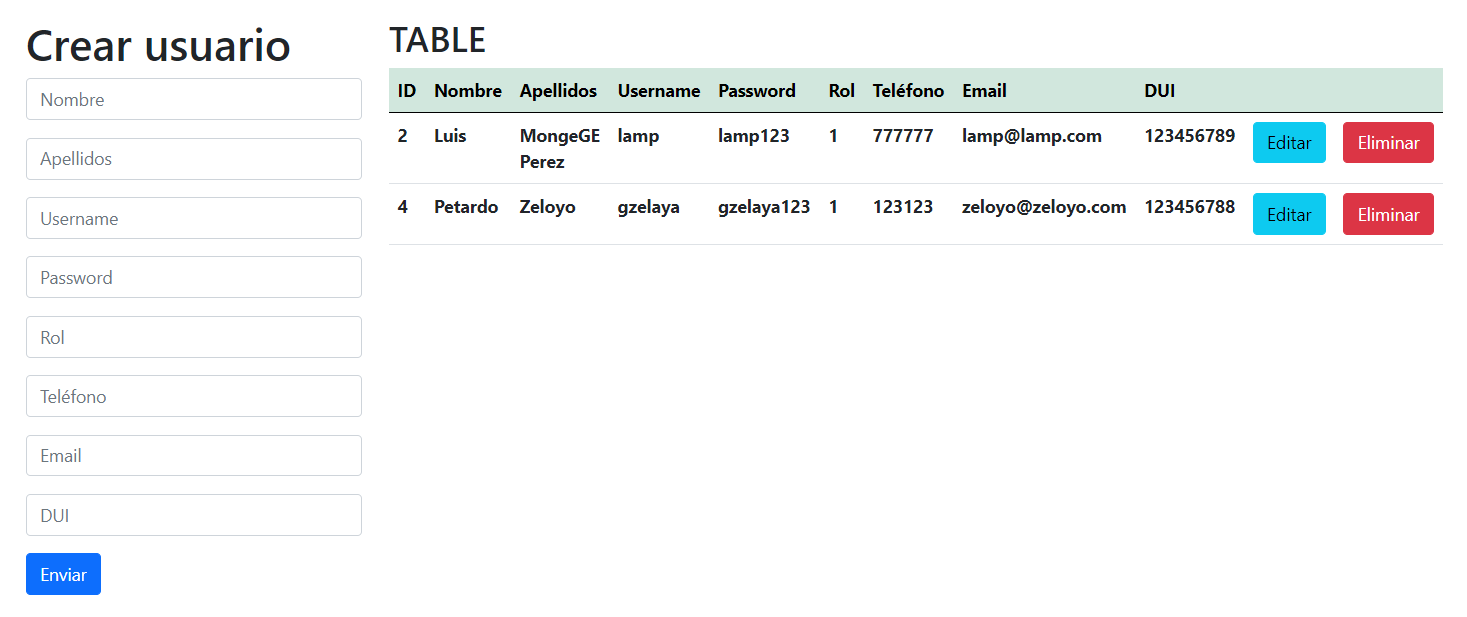 Crear usuario
Nombre
Apellidos
Username
Password
Rol
Teléfono
Email
DUI
Enviar
TABLE
ID Nombre Apellidos Username Password Rol Teléfono Email DUI
2 Luis MongeGE lamp lamp123 1 777777 lamp@lamp.com 123456789 Editar Eliminar
Perez
4 Petardo Zeloyo gzelaya gzelaya123 1 123123 zeloyo@zeloyo.com 123456788 Editar Eliminar